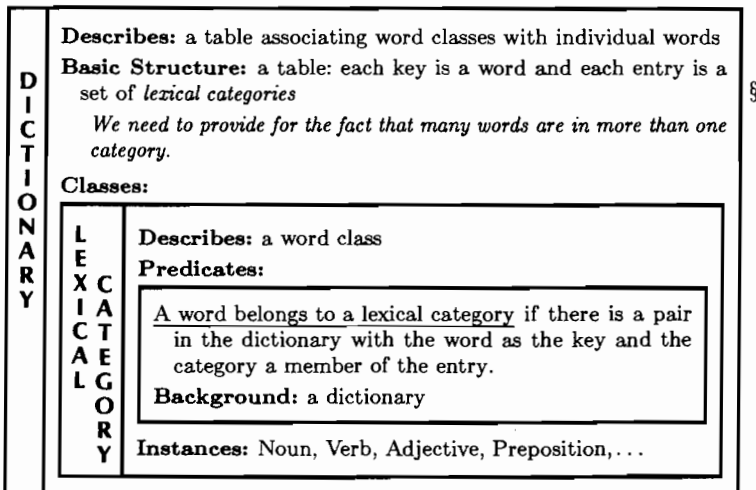 DICTIONARY
Describes: a table associating word classes with individual words
Basic Structure: a table: each key is a word and each entry is a
set of lexical categories
§
We need to provide for the fact that many words are in more than one
category.
Classes:
LEXICAL
CATEGORY
Describes: a word class
Predicates:
A word belongs to a lexical category if there is a pair
in the dictionary with the word as the key and the
category a member of the entry.
Background: a dictionary
Instances: Noun, Verb, Adjective, Preposition,...